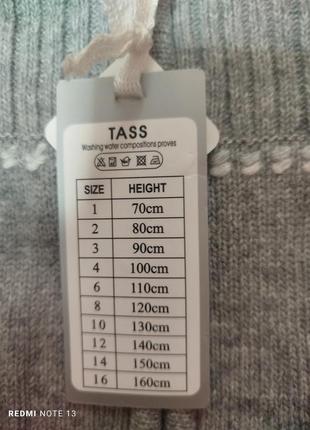 TASS
Washing water compositions proves
SIZE HEIGHT
1 70cm
2 80cm
3 90cm
4 100cm
6 110cm
8 120cm
10 130cm
12 140cm
14 150cm
16 160cm
REDMI NOTE 13